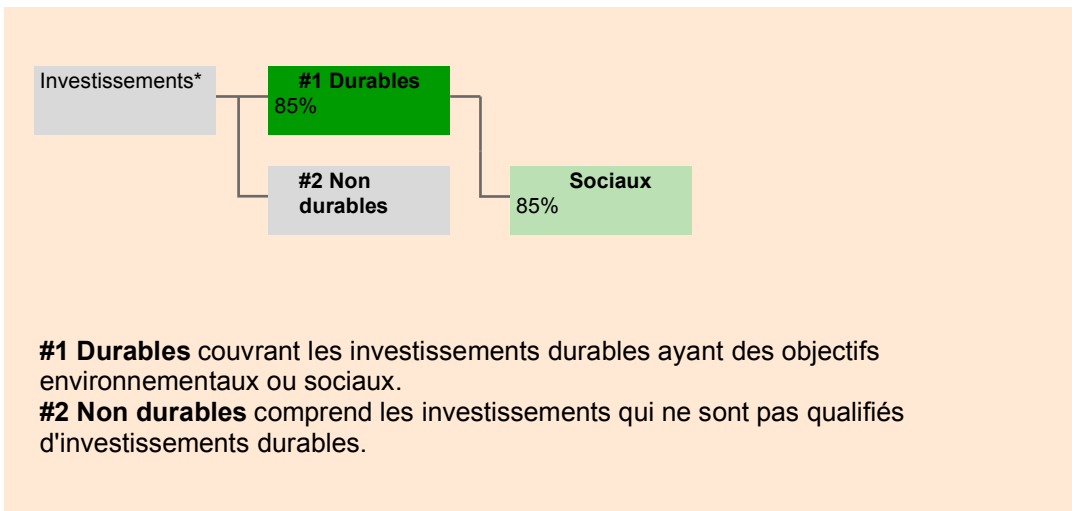 Investissements*
#1 Durables
85%
#2 Non
durables
Sociaux
85%
#1 Durables couvrant les investissements durables ayant des objectifs
environnementaux ou sociaux.
#2 Non durables comprend les investissements qui ne sont pas qualifiés
d'investissements durables.